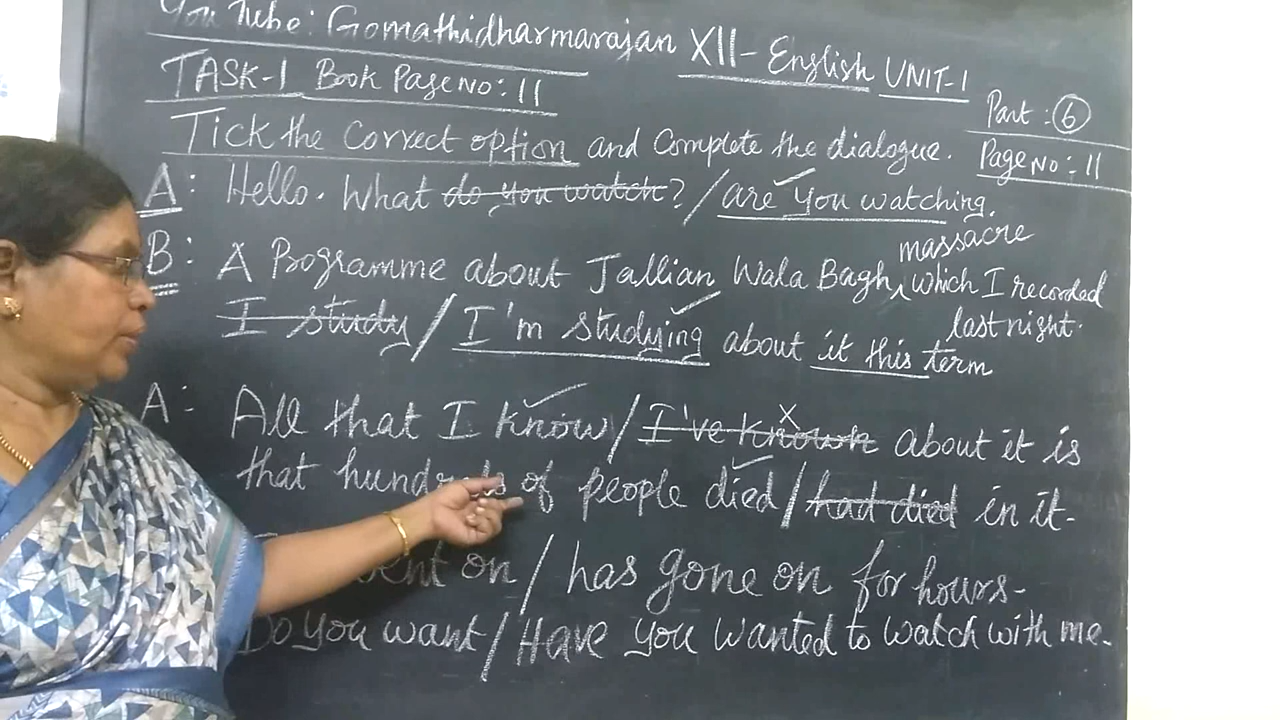 You Tube: Gomathidharmarajan XII - English UNIT-1
TASK-1 Book Page No: 11
Part: 6
Tick the Correct option and Complete the dialogue. Page No: 11
A: Hello. What do you watch? / are you watching.
massacre
B: A Programme about Jallian Wala Bagh, which I recorded
last night.
I study / I'm studying about it this term
A: All that I know / I've known about it is
that hundreds of people died / had died in it.
went on / has gone on for hours.
Do you want / Have you wanted to watch with me.